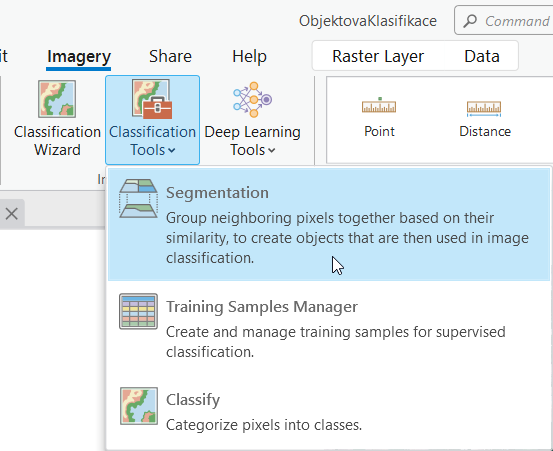 ObjektovaKlasifikace
Command
it
Imagery
Share
Help
Raster Layer
Data
Classification
Wizard
Classification
Tools
Deep Learning
Tools
Point
Distance
Segmentation
Group neighboring pixels together based on their
similarity, to create objects that are then used in image
classification.
Training Samples Manager
Create and manage training samples for supervised
classification.
Classify
Categorize pixels into classes.